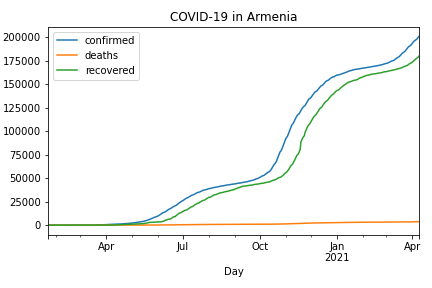 COVID-19 in Armenia
confirmed
deaths
recovered
200000
175000
150000
125000
100000
75000
50000
25000
0
Apr Jul Oct Jan Apr
2021
Day